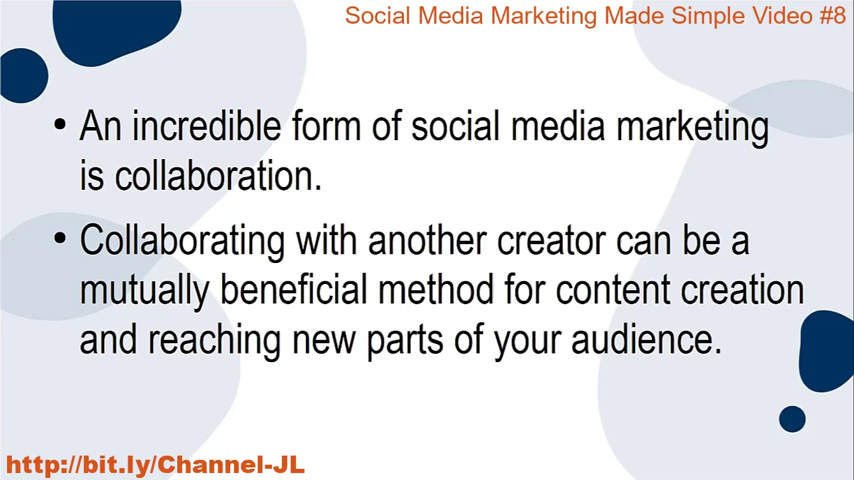 Social Media Marketing Made Simple Video #8
• An incredible form of social media marketing
is collaboration.
• Collaborating with another creator can be a
mutually beneficial method for content creation
and reaching new parts of your audience.
http://bit.ly/Channel-JL